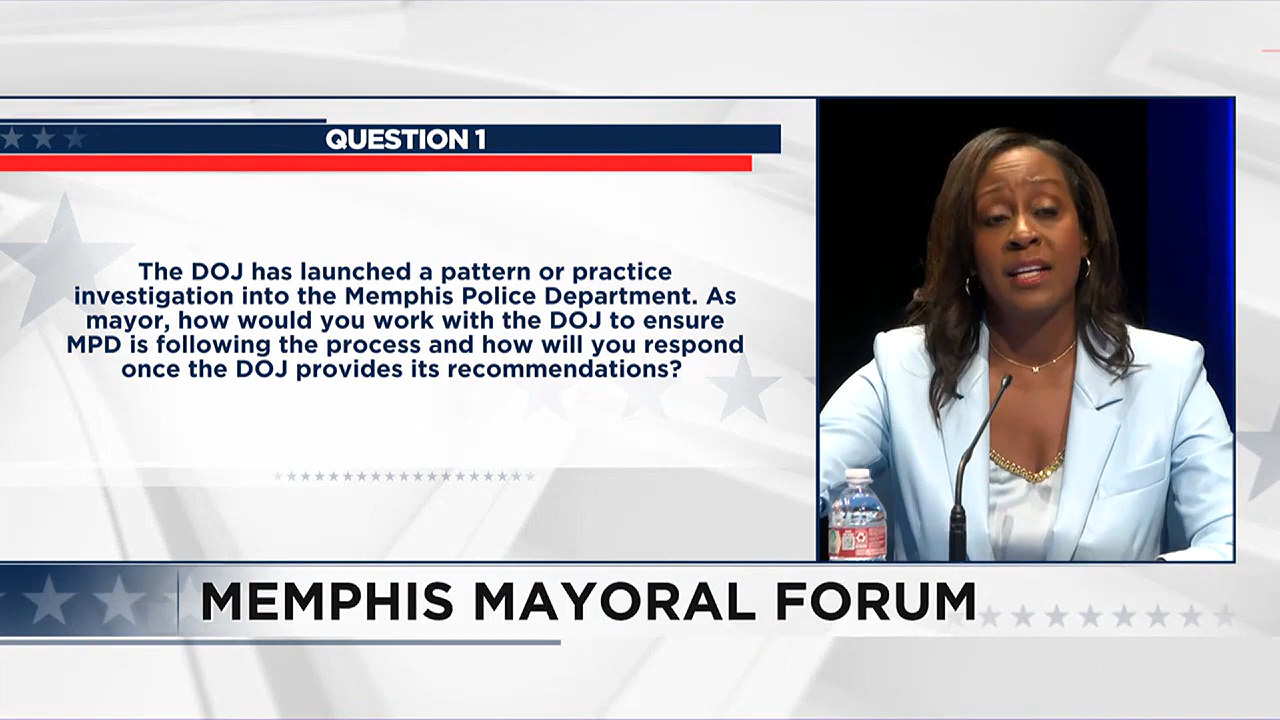 QUESTION 1
The DOJ has launched a pattern or practice
investigation into the Memphis Police Department. As
mayor, how would you work with the DOJ to ensure
MPD is following the process and how will you respond
once the DOJ provides its recommendations?
MEMPHIS MAYORAL FORUM